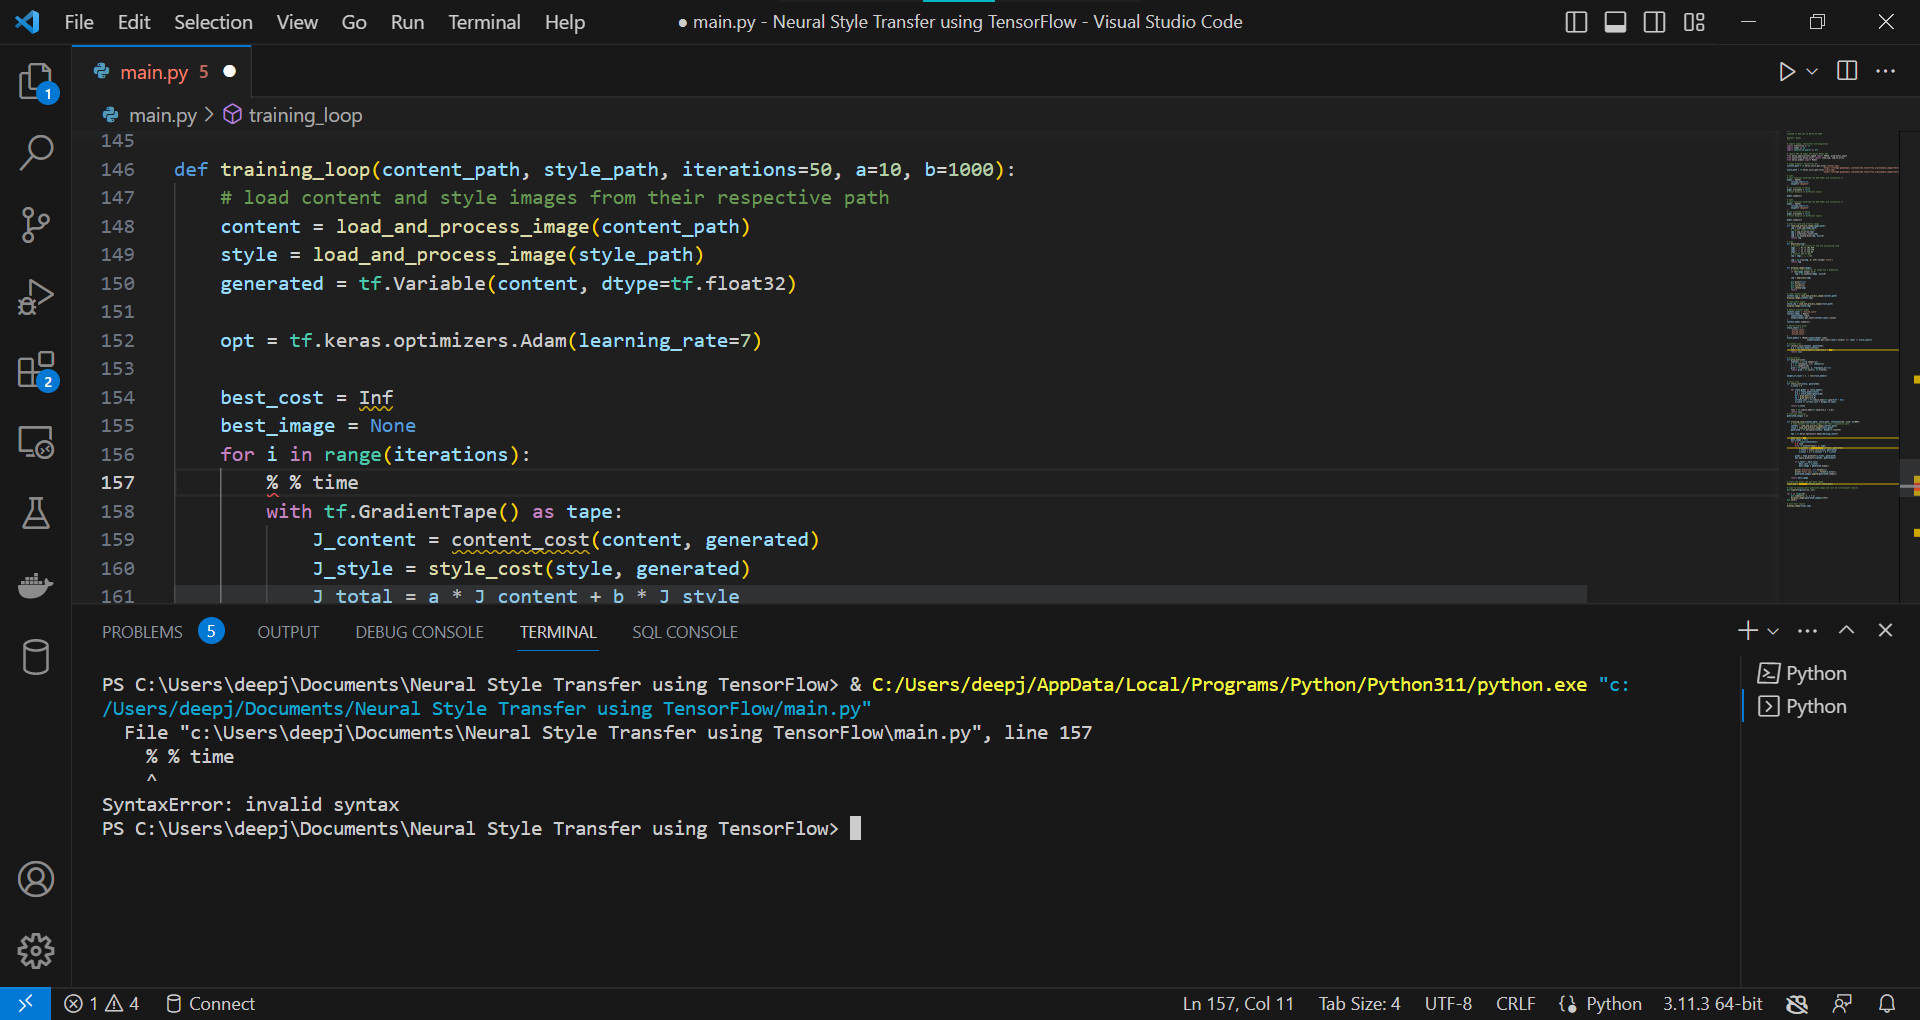 File Edit Selection View Go Run Terminal Help
● main.py - Neural Style Transfer using TensorFlow - Visual Studio Code
main.py 5 ●
main.py > training_loop
145
146 def training_loop(content_path, style_path, iterations=50, a=10, b=1000):
147 # load content and style images from their respective path
148 content = load_and_process_image(content_path)
149 style = load_and_process_image(style_path)
150 generated = tf.Variable(content, dtype=tf.float32)
151
152 opt = tf.keras.optimizers.Adam(learning_rate=7)
153
154 best_cost = Inf
155 best_image = None
156 for i in range(iterations):
157 % % time
158 with tf.GradientTape() as tape:
159 J_content = content_cost(content, generated)
160 J_style = style_cost(style, generated)
161 J_total = a * J_content + b * J_style
1
2
PROBLEMS 5 OUTPUT DEBUG CONSOLE TERMINAL SQL CONSOLE
PS C:\Users\deepj\Documents\Neural Style Transfer using TensorFlow> & C:/Users/deepj/AppData/Local/Programs/Python/Python311/python.exe "c:
/Users/deepj/Documents/Neural Style Transfer using TensorFlow/main.py"
File "c:\Users\deepj\Documents\Neural Style Transfer using TensorFlow\main.py", line 157
% % time
^
SyntaxError: invalid syntax
PS C:\Users\deepj\Documents\Neural Style Transfer using TensorFlow>
Python
Python
1 4 Connect
Ln 157, Col 11 Tab Size: 4 UTF-8 CRLF Python 3.11.3 64-bit